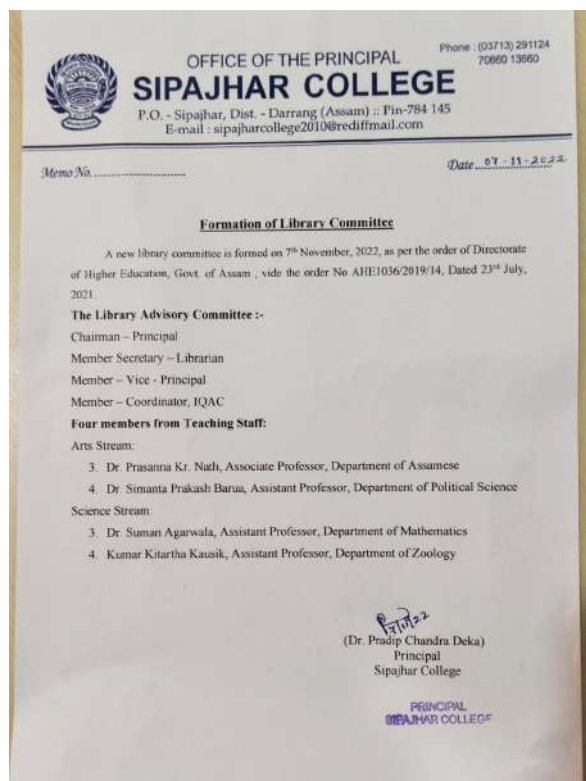 OFFICE OF THE PRINCIPAL
Phone : (03713) 291124
70860 13660
SIPAJHAR COLLEGE
P.O. - Sipajhar, Dist. - Darrang (Assam) :: Pin-784 145
E-mail : sipajharcollege2010@rediffmail.com
Memo No. ..............................
Date 07-11-2022
Formation of Library Committee
A new library committee is formed on 7th November, 2022, as per the order of Directorate
of Higher Education, Govt. of Assam , vide the order No AHE1036/2019/14, Dated 23rd July,
2021.
The Library Advisory Committee :-
Chairman – Principal
Member Secretary – Librarian
Member – Vice - Principal
Member – Coordinator, IQAC
Four members from Teaching Staff:
Arts Stream:
3. Dr. Prasanna Kr. Nath, Associate Professor, Department of Assamese
4. Dr. Simanta Prakash Barua, Assistant Professor, Department of Political Science
Science Stream:
3. Dr. Suman Agarwala, Assistant Professor, Department of Mathematics
4. Kumar Kitartha Kausik, Assistant Professor, Department of Zoology
(Dr. Pradip Chandra Deka)
Principal
Sipajhar College
PRINCIPAL
SIPAJHAR COLLEGE